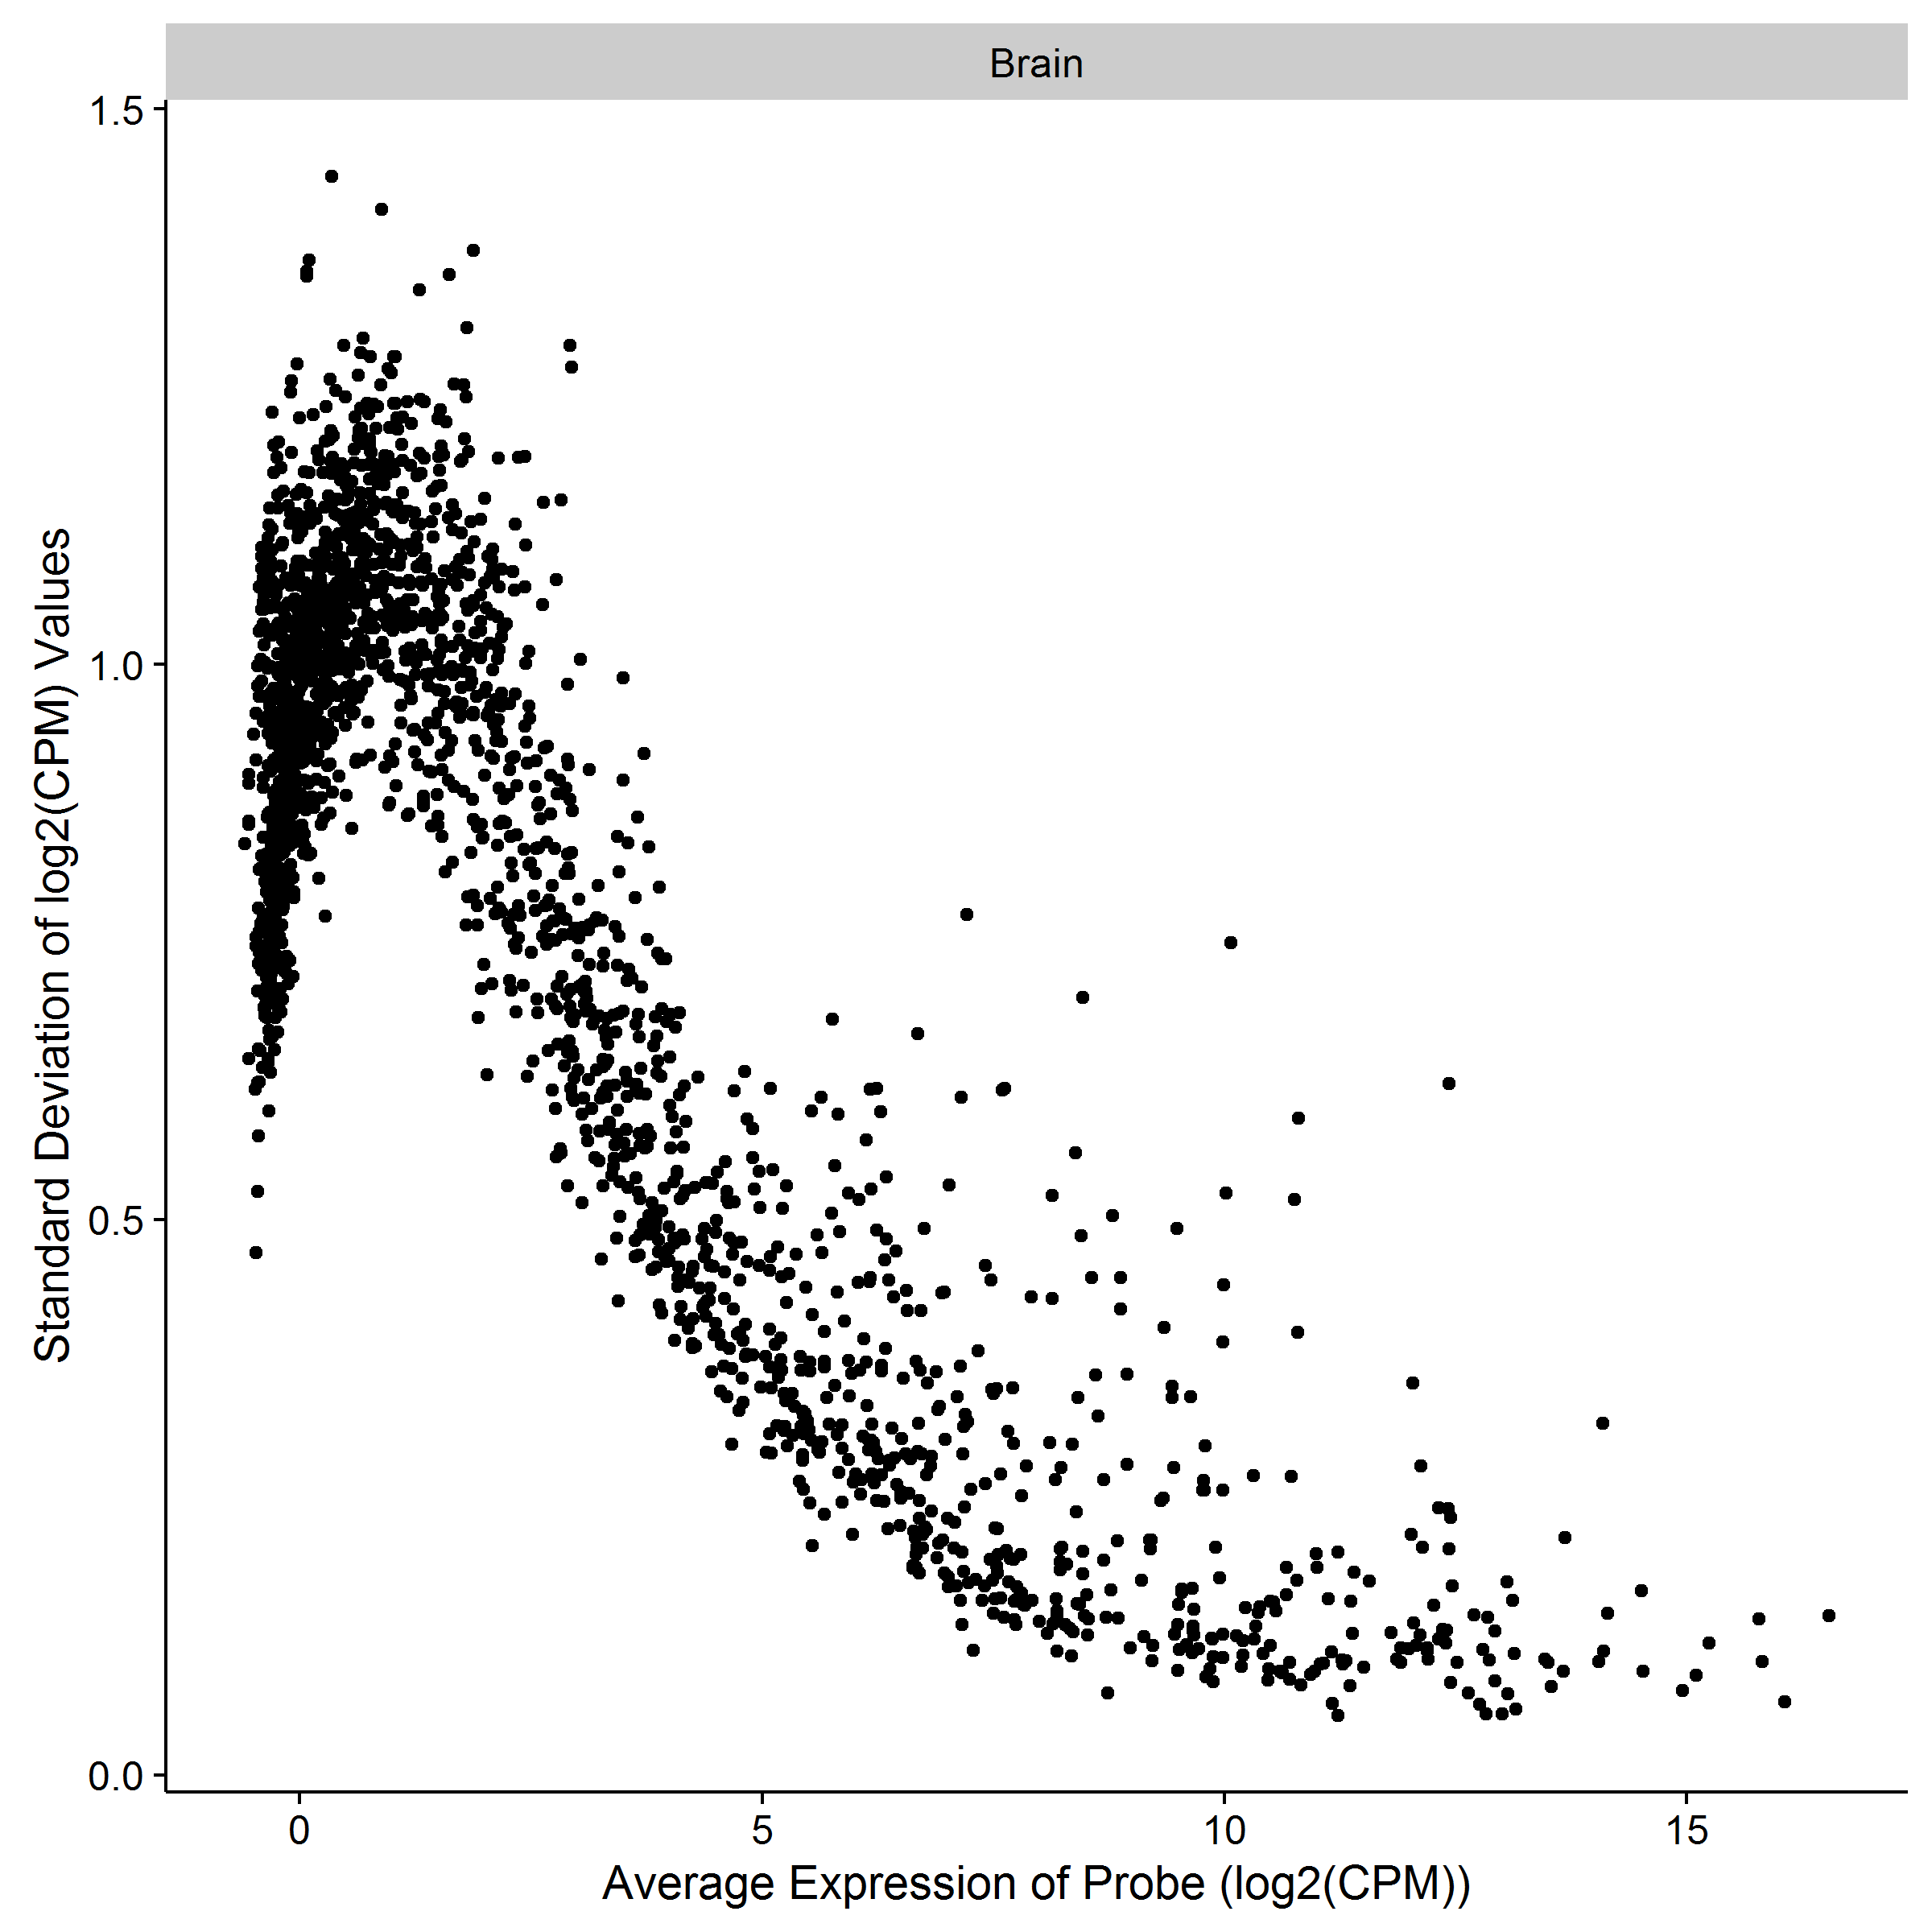 Brain
1.5
1.0
0.5
0.0
Standard Deviation of log2(CPM) Values
0 5 10 15
Average Expression of Probe (log2(CPM))